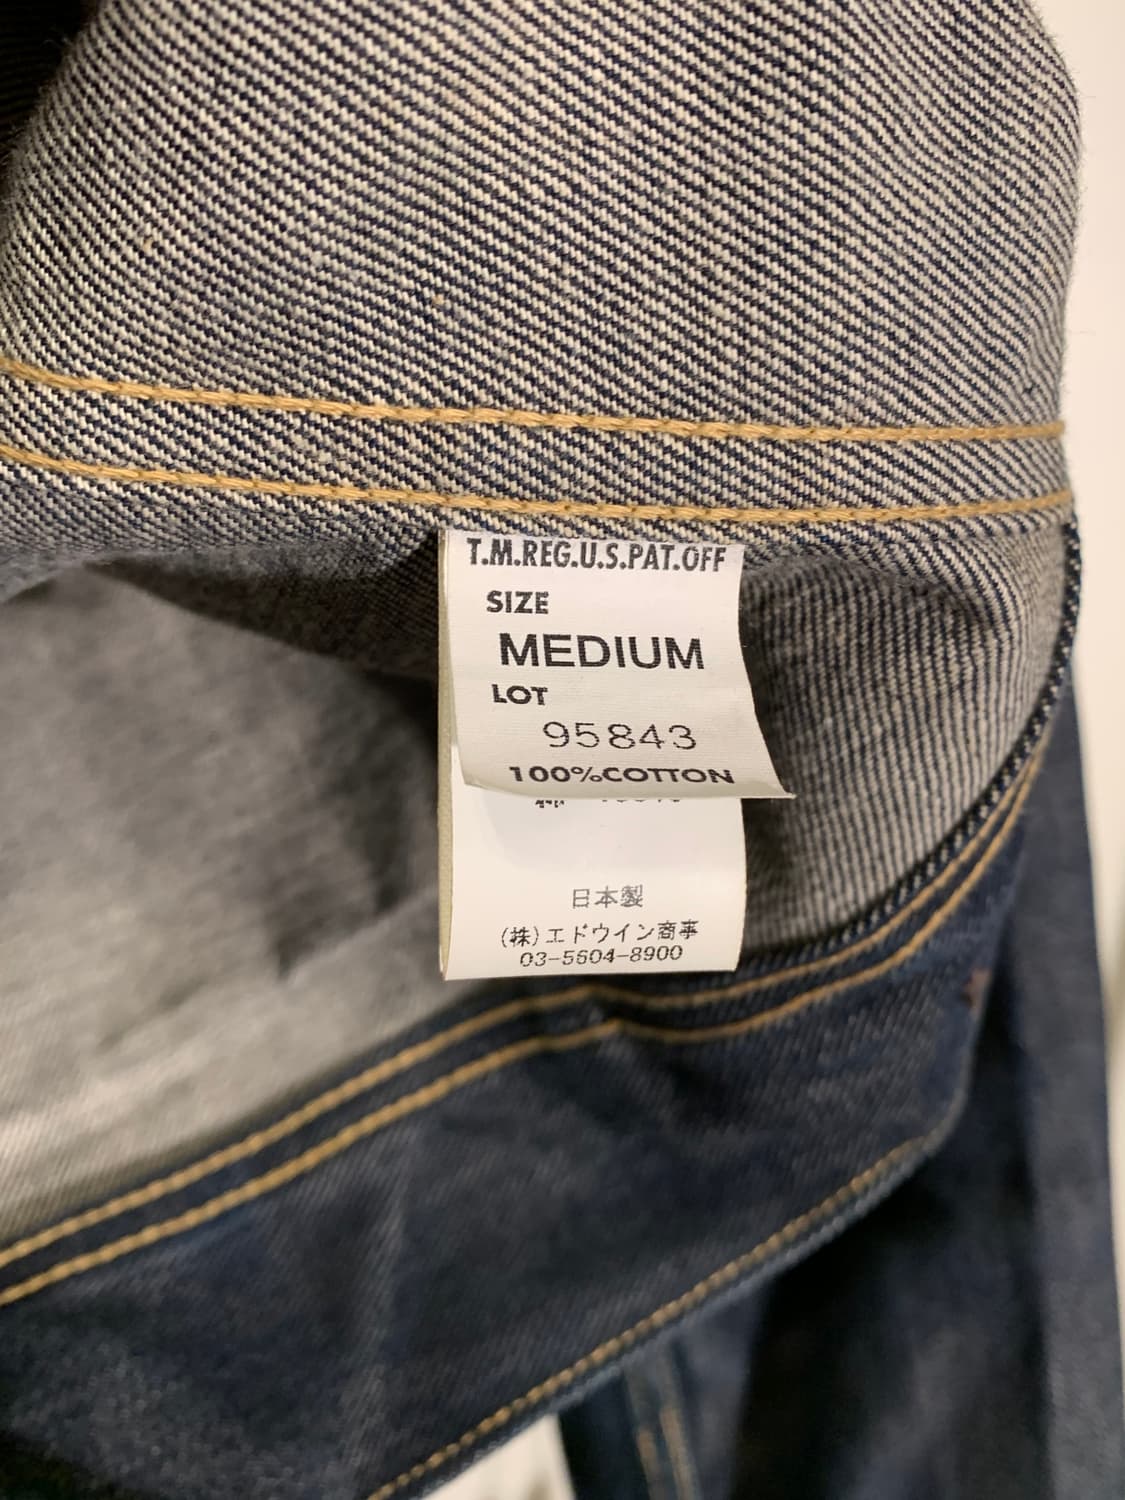 T.M.REG.U.S.PAT.OFF
SIZE
MEDIUM
LOT
95843
100%COTTON
日本製
(株)エドウイン商事
03-5604-8900